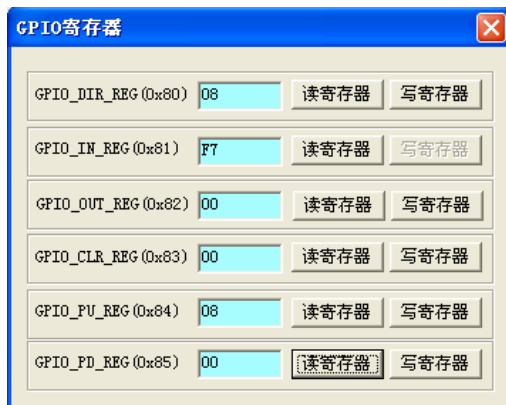 GPIO寄存器
GPIO_DIR_REG(0x80) 08 读寄存器 写寄存器
GPIO_IN_REG(0x81) F7 读寄存器 写寄存器
GPIO_OUT_REG(0x82) 00 读寄存器 写寄存器
GPIO_CLR_REG(0x83) 00 读寄存器 写寄存器
GPIO_PU_REG(0x84) 08 读寄存器 写寄存器
GPIO_PD_REG(0x85) 00 读寄存器 写寄存器